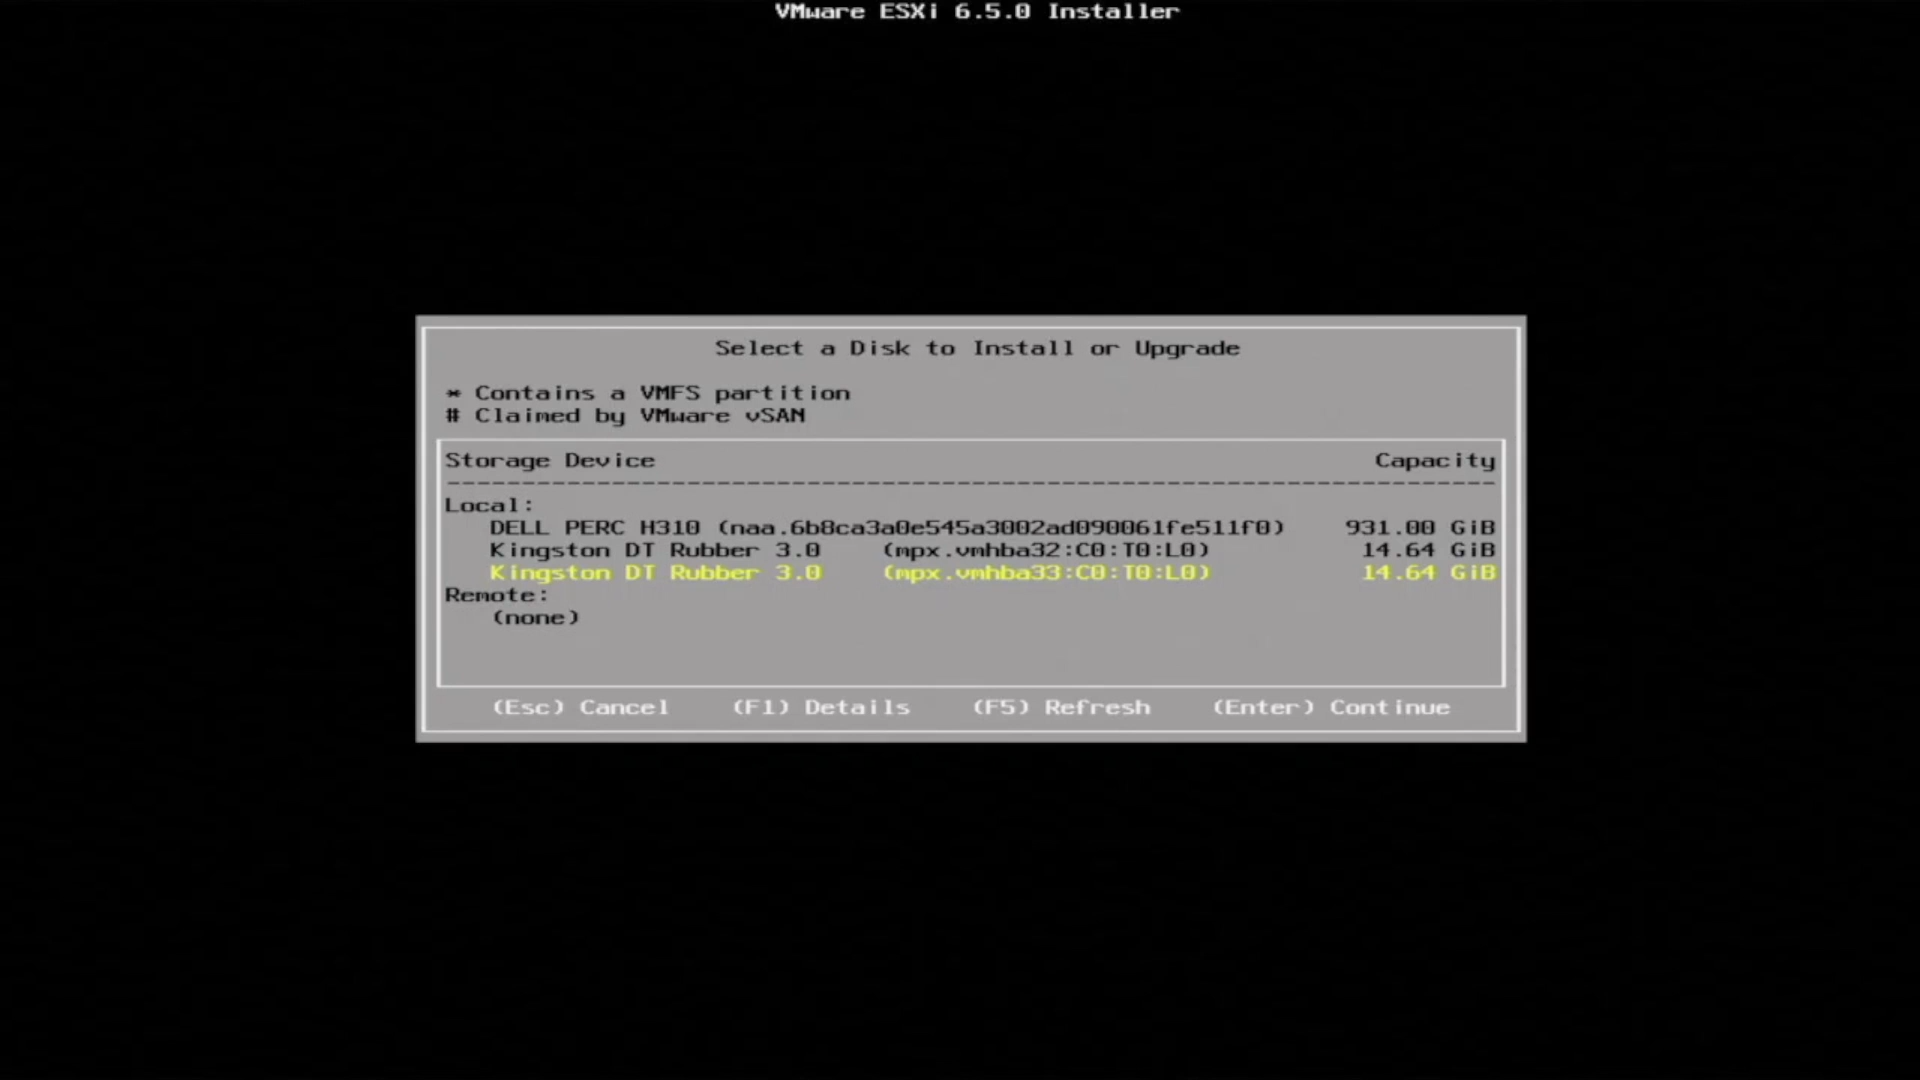 VMware ESXi 6.5.0 Installer
Select a Disk to Install or Upgrade
* Contains a VMFS partition
# Claimed by VMware vSAN
Storage Device Capacity
Local:
DELL PERC H310 (naa.6b8ca3a0e545a3002ad090061fe511f0) 931.00 GiB
Kingston DT Rubber 3.0 (mpx.vmhba32:C0:T0:L0) 14.64 GiB
Kingston DT Rubber 3.0 (mpx.vmhba33:C0:T0:L0) 14.64 GiB
Remote:
(none)
(Esc) Cancel (F1) Details (F5) Refresh (Enter) Continue